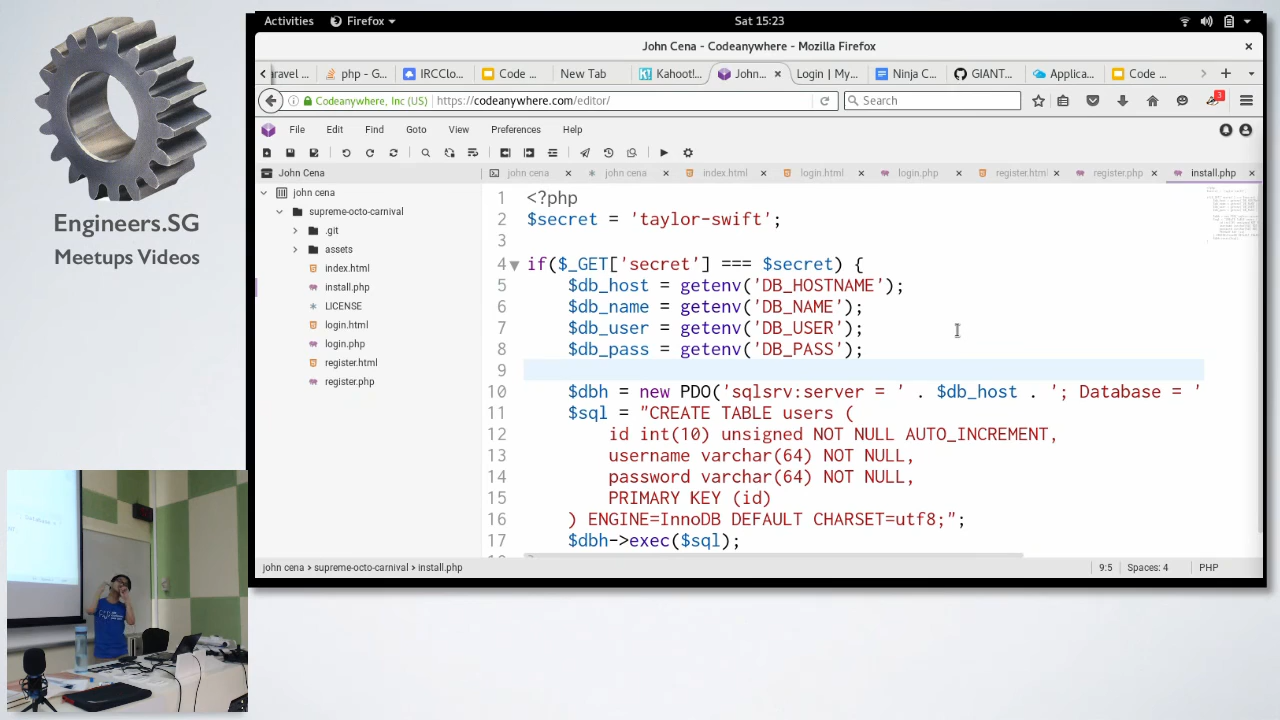 Engineers.SG
Meetups Videos
Activities
Firefox
Sat 15:23
John Cena - Codeanywhere - Mozilla Firefox
aravel ...
php - G...
IRCClo...
Code ...
New Tab
Kahoot!...
John...
Login | My...
Ninja C...
GIANT...
Applica...
Code ...
Codeanywhere, Inc (US)
https://codeanywhere.com/editor/
Search
3
File Edit Find Goto View Preferences Help
John Cena
john cena
john cena
index.html
login.html
login.php
register.html
register.php
install.php
john cena
supreme-octo-carnival
.git
assets
index.html
install.php
LICENSE
login.html
login.php
register.html
register.php
1 <?php
2 $secret = 'taylor-swift';
3
4 if($_GET['secret'] === $secret) {
5 $db_host = getenv('DB_HOSTNAME');
6 $db_name = getenv('DB_NAME');
7 $db_user = getenv('DB_USER');
8 $db_pass = getenv('DB_PASS');
9
10 $dbh = new PDO('sqlsrv:server = ' . $db_host . '; Database = '
11 $sql = "CREATE TABLE users (
12 id int(10) unsigned NOT NULL AUTO_INCREMENT,
13 username varchar(64) NOT NULL,
14 password varchar(64) NOT NULL,
15 PRIMARY KEY (id)
16 ) ENGINE=InnoDB DEFAULT CHARSET=utf8;";
17 $dbh->exec($sql);
john cena > supreme-octo-carnival > install.php
9:5
Spaces: 4
PHP